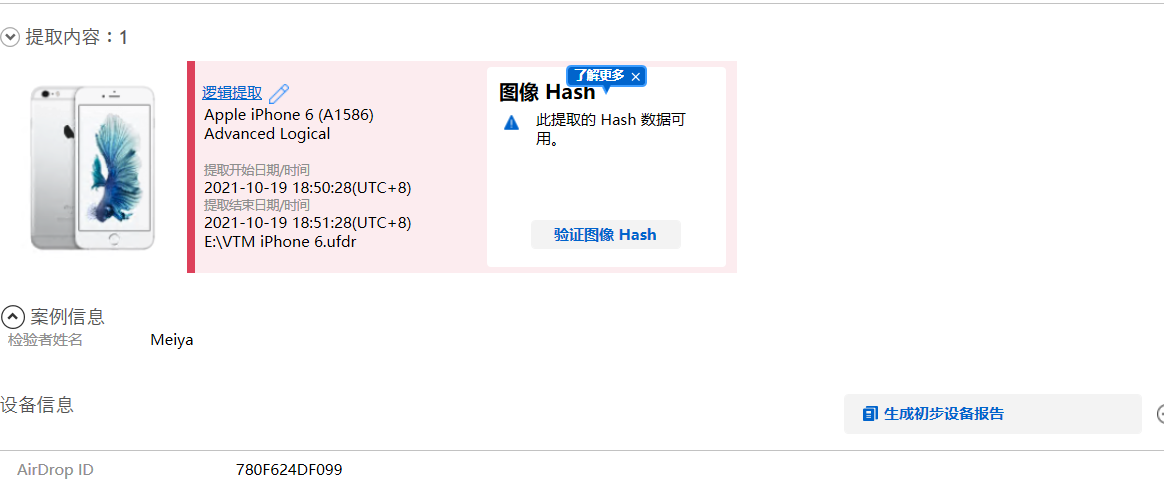 提取内容：1
逻辑提取
Apple iPhone 6 (A1586)
Advanced Logical
提取开始日期/时间
2021-10-19 18:50:28(UTC+8)
提取结束日期/时间
2021-10-19 18:51:28(UTC+8)
E:\VTM iPhone 6.ufdr
了解更多 ×
图像 Hash
此提取的 Hash 数据可
用。
验证图像 Hash
案例信息
检验者姓名 Meiya
设备信息
生成初步设备报告
AirDrop ID 780F624DF099